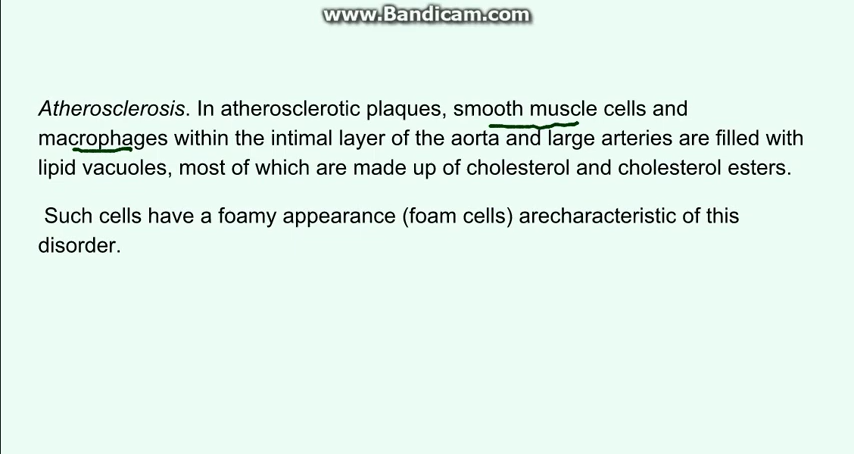 www.Bandicam.com
Atherosclerosis. In atherosclerotic plaques, smooth muscle cells and
macrophages within the intimal layer of the aorta and large arteries are filled with
lipid vacuoles, most of which are made up of cholesterol and cholesterol esters.
Such cells have a foamy appearance (foam cells) arecharacteristic of this
disorder.